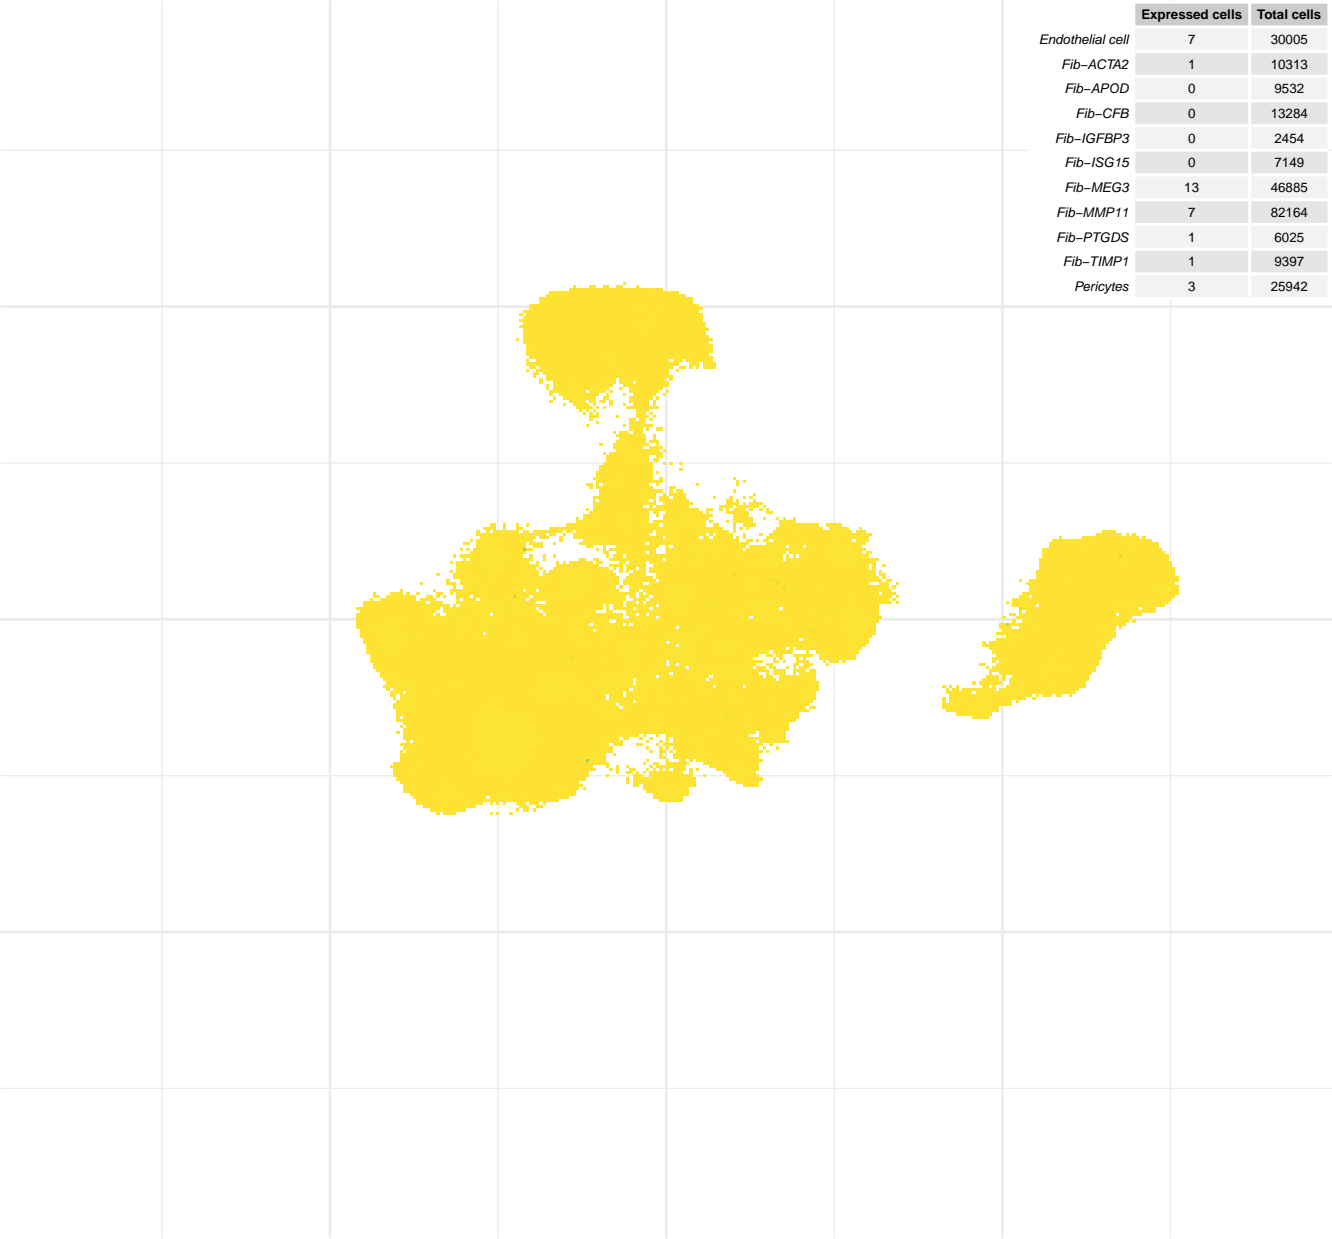 Expressed cells Total cells
Endothelial cell 7 30005
Fib−ACTA2 1 10313
Fib−APOD 0 9532
Fib−CFB 0 13284
Fib−IGFBP3 0 2454
Fib−ISG15 0 7149
Fib−MEG3 13 46885
Fib−MMP11 7 82164
Fib−PTGDS 1 6025
Fib−TIMP1 1 9397
Pericytes 3 25942